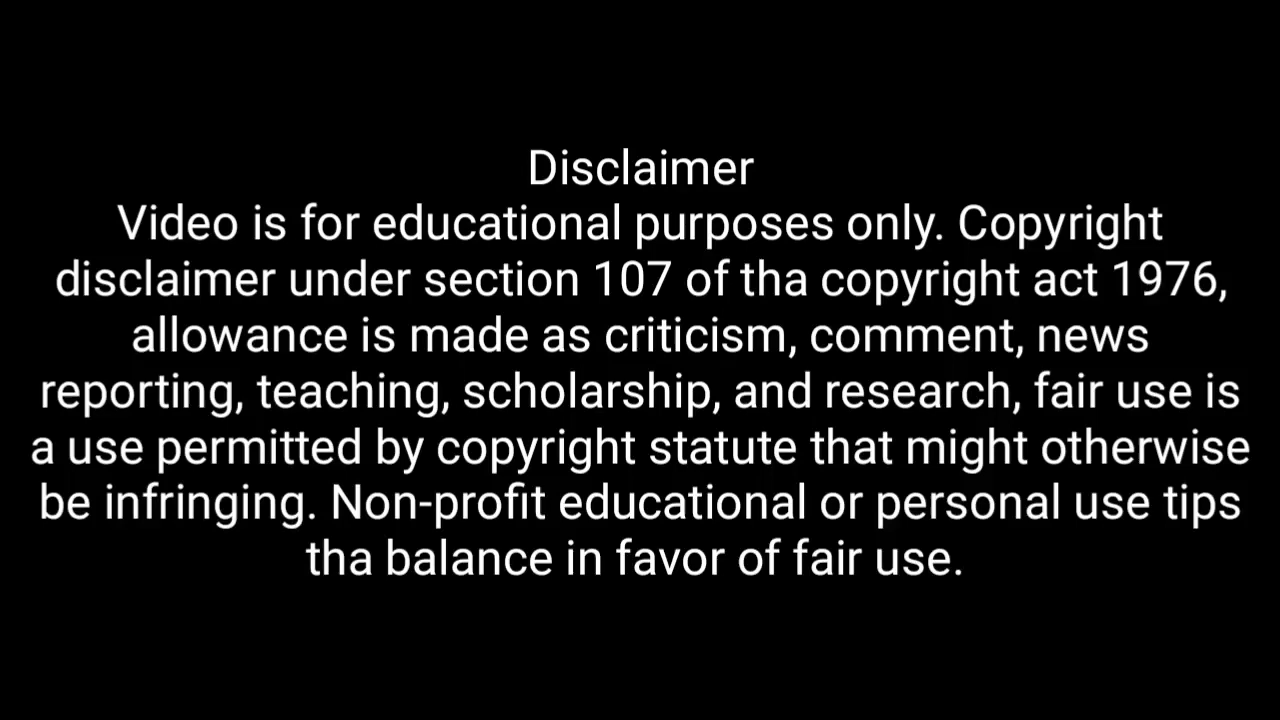 Disclaimer
Video is for educational purposes only. Copyright
disclaimer under section 107 of tha copyright act 1976,
allowance is made as criticism, comment, news
reporting, teaching, scholarship, and research, fair use is
a use permitted by copyright statute that might otherwise
be infringing. Non-profit educational or personal use tips
tha balance in favor of fair use.